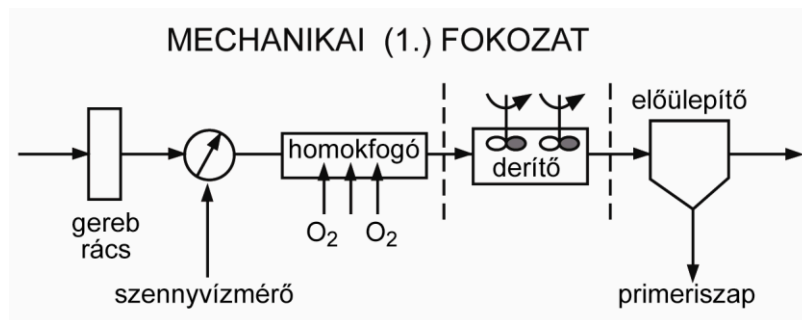 MECHANIKAI (1.) FOKOZAT
előülepítő
homokfogó
derítő
gereb
rács
O₂ O₂
szennyvízmérő
primeriszap